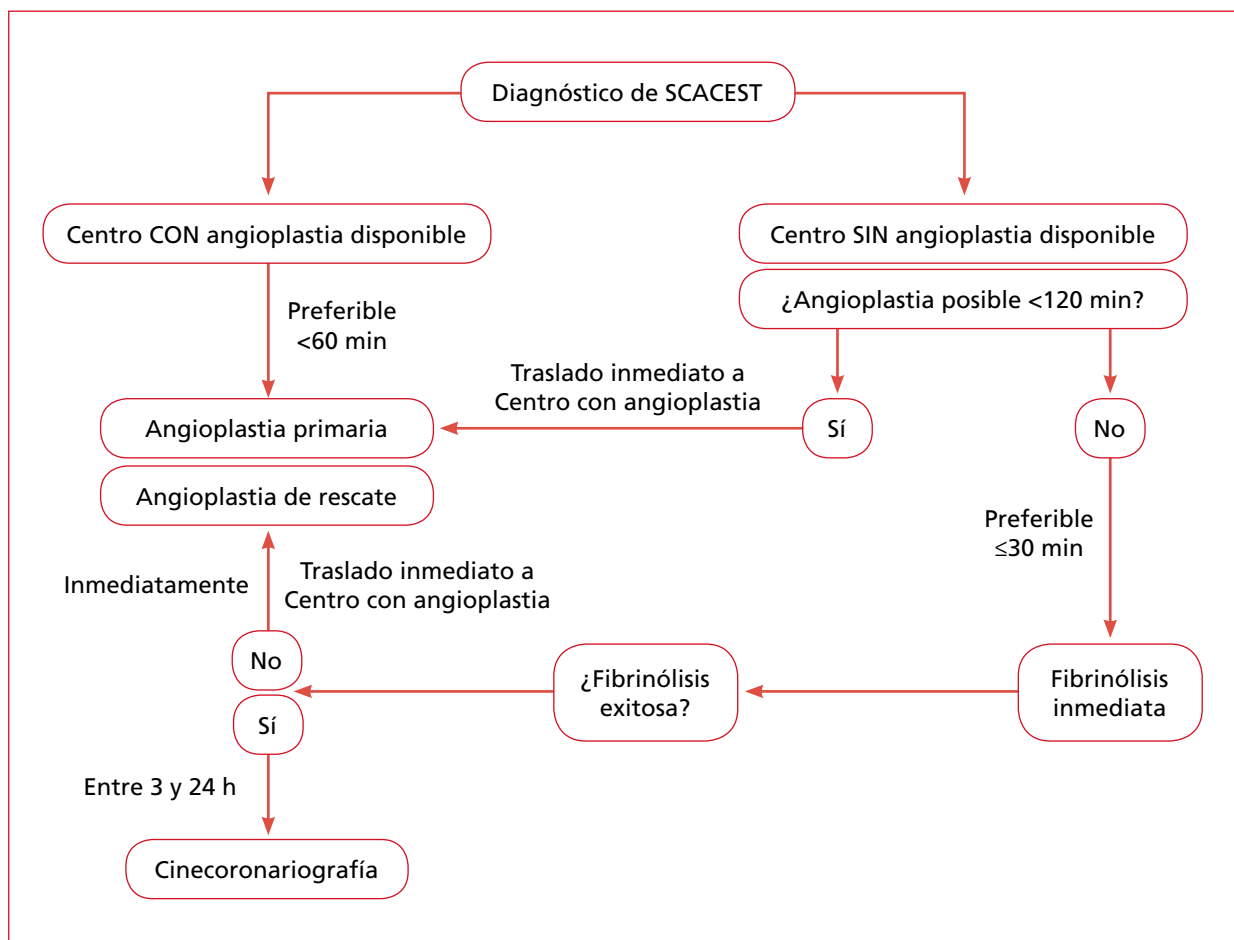 Diagnóstico de SCACEST
Centro CON angioplastia disponible
Centro SIN angioplastia disponible
¿Angioplastia posible <120 min?
Preferible
<60 min
Traslado inmediato a
Centro con angioplastia
Angioplastia primaria
Sí
No
Angioplastia de rescate
Preferible
≤30 min
Inmediatamente
Traslado inmediato a
Centro con angioplastia
No
Sí
¿Fibrinólisis
exitosa?
Fibrinólisis
inmediata
Entre 3 y 24 h
Cinecoronariografía